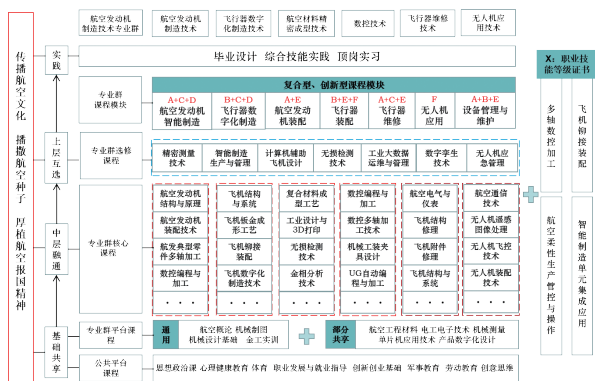 航空发动机
制造技术专业群
航空发动机
制造技术
飞行器数字
化制造技术
航空材料精
密成型技术
数控技术
飞行器维修
技术
无人机应
用技术
传播航空文化 播撒航空种子 厚植航空报国精神
实践
毕业设计 综合技能实践 顶岗实习
上层互选
专业群
课程模块
复合型、创新型课程模块
A+C+D
航空发动机
智能制造
B+C+D
飞行器数
字化制造
A+E
航空发动
机装配
B+E+F
飞行器
装配
A+C+E
飞行器
维修
F
无人机
应用
A+B+E
设备管理与
维护
专业群选修
课程
精密测量
技术
智能制造
生产与管理
计算机辅助
飞机设计
无损检测
技术
工业大数据
运维与管理
数字孪生
技术
无人机应
急管理
中层融通
专业群核心
课程
航空发动机
结构与原理
航空发动机
装配技术
航发典型零
件多轴加工
数控编程与
加工
· · ·
飞机结构
与系统
飞机钣金成
形工艺
飞机铆接
装配
飞机数字化
制造技术
· · ·
复合材料成
型工艺
工业设计与
3D打印
无损检测
技术
金相分析
技术
· · ·
数控编程与
加工
数控多轴加
工技术
机械工装夹
具设计
UG自动编
程与加工
· · ·
航空电气与
仪表
飞机结构
修理
飞机附件
修理
飞机结构与
系统
· · ·
航空通信
技术
无人机遥感
图像处理
无人机飞控
技术
无人机装配
技术
· · ·
基础共享
专业群平台课
程
通
用
航空概论 机械制图
机械设计基础 金工实训
部分
共享
航空工程材料 电工电子技术 机械测量
单片机应用技术 产品数字化设计
公共平台
课程
思想政治课 心理健康教育 体育 职业发展与就业指导 创新创业基础 军事教育 劳动教育 创意思维
X：职业技
能等级证书
多轴数控加工
飞机铆接装配
航空柔性生产管控与操作
智能制造单元集成应用